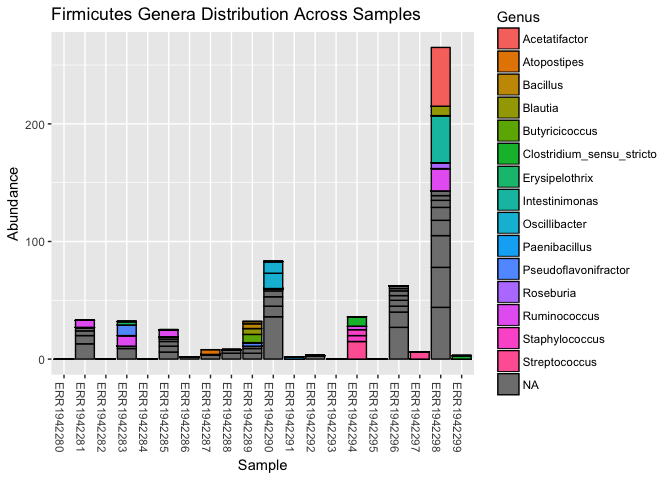 Firmicutes Genera Distribution Across Samples
Abundance
200
100
0
ERR1942280
ERR1942281
ERR1942282
ERR1942283
ERR1942284
ERR1942285
ERR1942286
ERR1942287
ERR1942288
ERR1942289
ERR1942290
ERR1942291
ERR1942292
ERR1942293
ERR1942294
ERR1942295
ERR1942296
ERR1942297
ERR1942298
ERR1942299
Sample
Genus
Acetatifactor
Atopostipes
Bacillus
Blautia
Butyricicoccus
Clostridium_sensu_stricto
Erysipelothrix
Intestinimonas
Oscillibacter
Paenibacillus
Pseudoflavonifractor
Roseburia
Ruminococcus
Staphylococcus
Streptococcus
NA